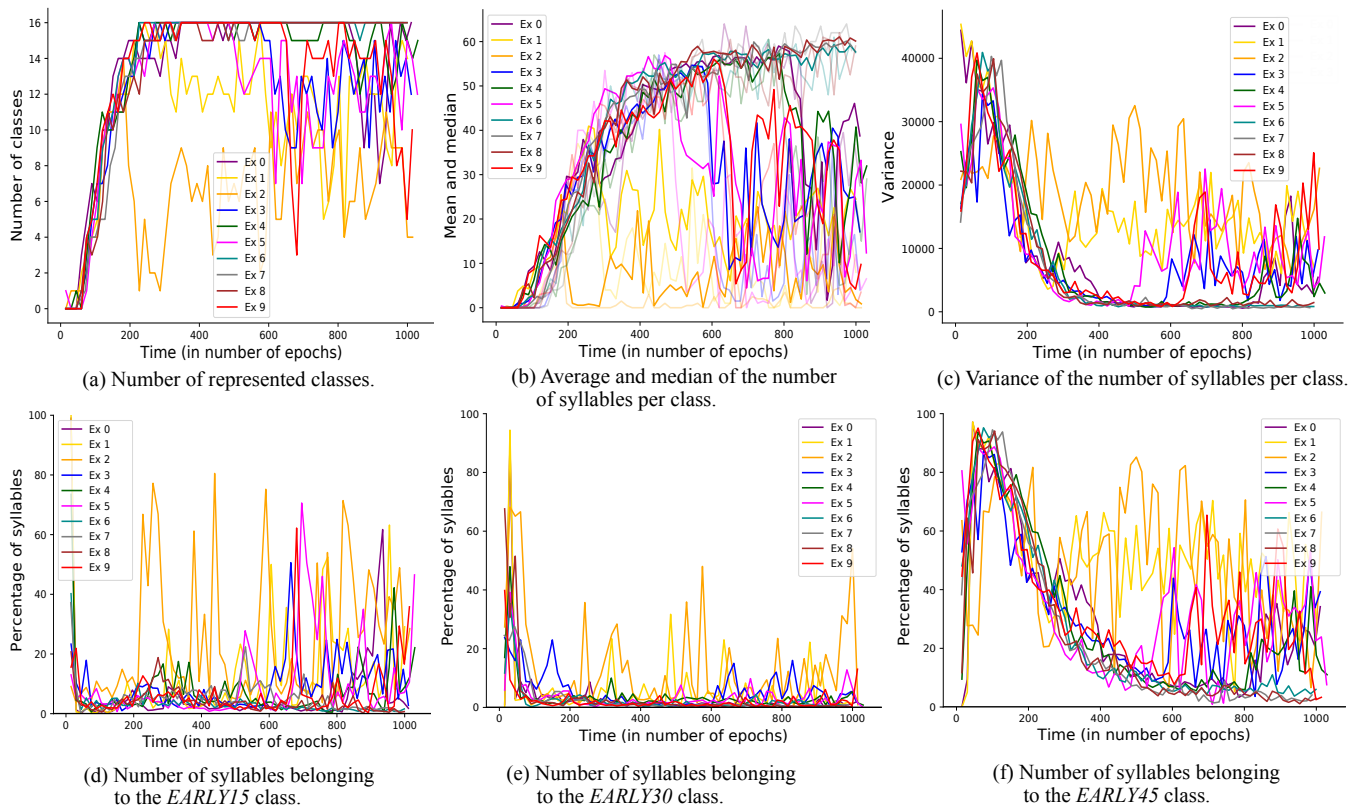 Number of classes
16
14
12
10
8
6
4
2
0
Ex 0
Ex 1
Ex 2
Ex 3
Ex 4
Ex 5
Ex 6
Ex 7
Ex 8
Ex 9
0 200 400 600 800 1000
Time (in number of epochs)
(a) Number of represented classes.
Mean and median
60
50
40
30
20
10
0
Ex 0
Ex 1
Ex 2
Ex 3
Ex 4
Ex 5
Ex 6
Ex 7
Ex 8
Ex 9
0 200 400 600 800 1000
Time (in number of epochs)
(b) Average and median of the number
of syllables per class.
Variance
40000
30000
20000
10000
0
Ex 0
Ex 1
Ex 2
Ex 3
Ex 4
Ex 5
Ex 6
Ex 7
Ex 8
Ex 9
0 200 400 600 800 1000
Time (in number of epochs)
(c) Variance of the number of syllables per class.
Percentage of syllables
100
80
60
40
20
0
Ex 0
Ex 1
Ex 2
Ex 3
Ex 4
Ex 5
Ex 6
Ex 7
Ex 8
Ex 9
0 200 400 600 800 1000
Time (in number of epochs)
(d) Number of syllables belonging
to the EARLY15 class.
Percentage of syllables
100
80
60
40
20
0
Ex 0
Ex 1
Ex 2
Ex 3
Ex 4
Ex 5
Ex 6
Ex 7
Ex 8
Ex 9
0 200 400 600 800 1000
Time (in number of epochs)
(e) Number of syllables belonging
to the EARLY30 class.
Percentage of syllables
100
80
60
40
20
0
Ex 0
Ex 1
Ex 2
Ex 3
Ex 4
Ex 5
Ex 6
Ex 7
Ex 8
Ex 9
0 200 400 600 800 1000
Time (in number of epochs)
(f) Number of syllables belonging
to the EARLY45 class.